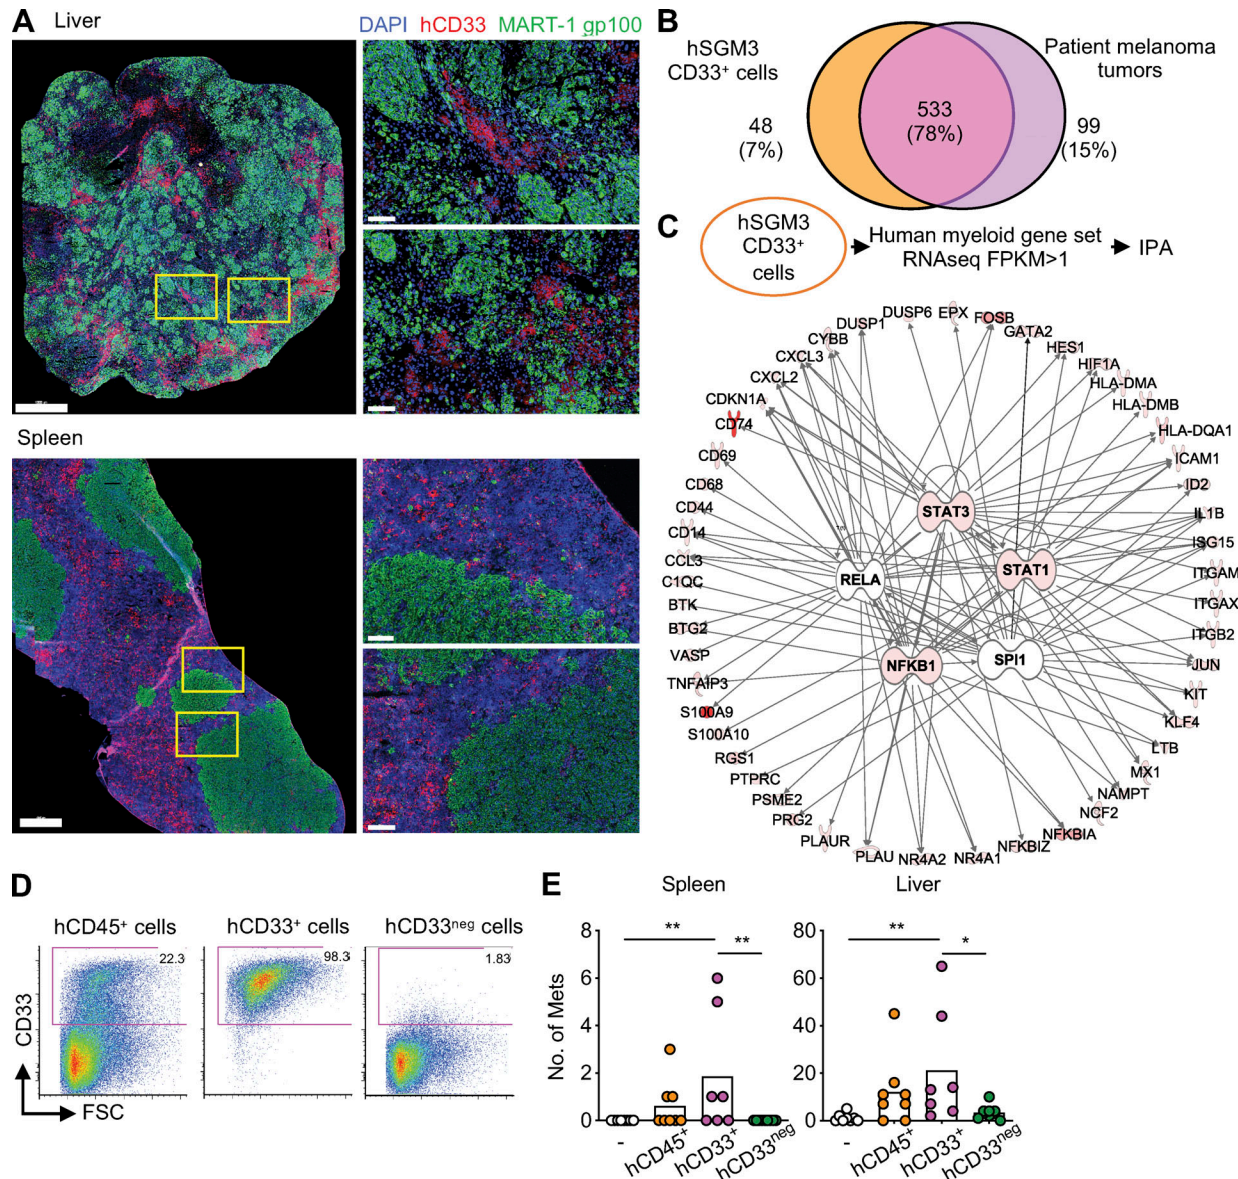 A
Liver
DAPI hCD33 MART-1 gp100
Spleen
B
hSGM3
CD33+ cells
Patient melanoma
tumors
48
(7%)
533
(78%)
99
(15%)
C
hSGM3
CD33+
cells
Human myeloid gene set
RNAseq FPKM>1
IPA
DUSP6
EPX
FOSB
GATA2
HES1
HIF1A
HLA-DMA
HLA-DMB
HLA-DQA1
ICAM1
ID2
IL1B
ISG15
ITGAM
ITGAX
ITGB2
JUN
KIT
KLF4
LTB
MX1
NAMPT
NCF2
NFKBIA
NFKBIZ
NR4A1
NR4A2
PLAU
PLAUR
PRG2
PSME2
PTPRC
RGS1
S100A10
S100A9
TNFAIP3
VASP
BTG2
BTK
C1QC
CCL3
CD14
CD44
CD68
CD69
CD74
CDKN1A
CXCL2
CXCL3
CYBB
DUSP1
STAT3
STAT1
RELA
NFKB1
SPI1
D
hCD45+ cells
hCD33+ cells
hCD33neg cells
22.3
98.3
1.83
CD33
FSC
E
Spleen
Liver
No. of Mets
8
6
4
2
0
**
**
-
hCD45+
hCD33+
hCD33neg
80
60
40
20
0
**
*
-
hCD45+
hCD33+
hCD33neg